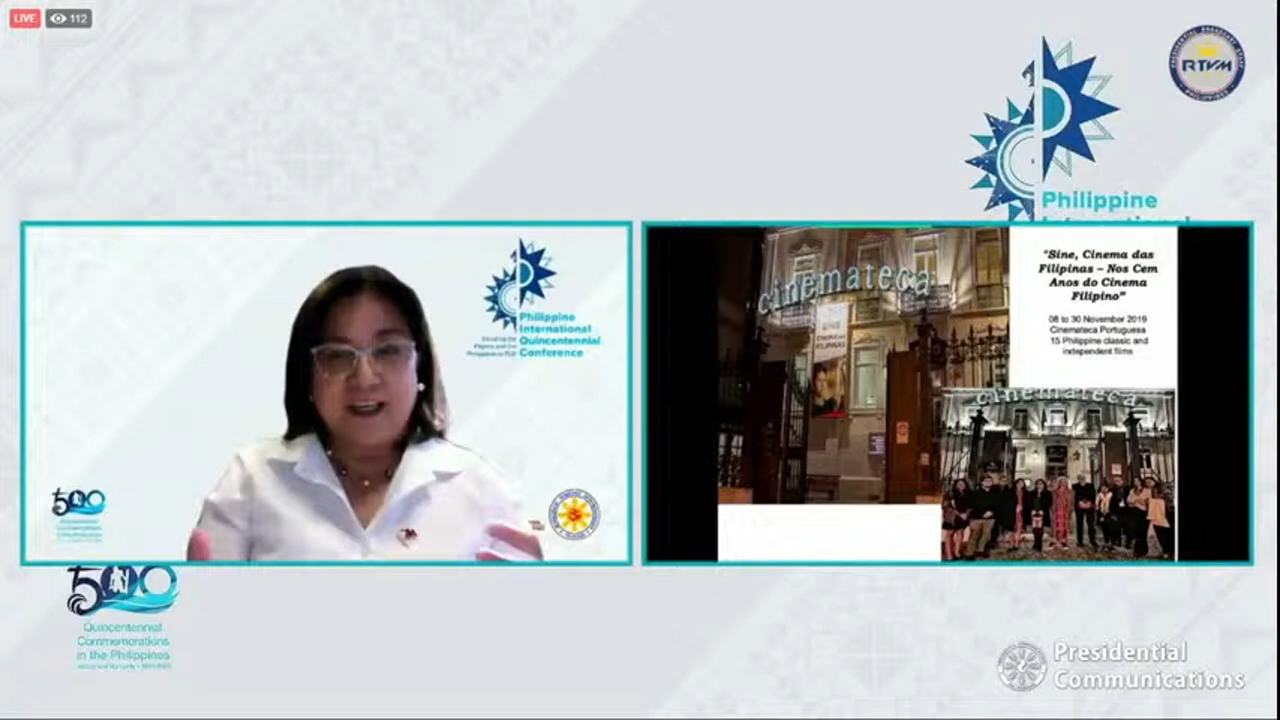 LIVE
112
RTVM
Philippine
International
Philippine
International
Quincentennial
Conference
500
"Sine, Cinema das
Filipinas – Nos Cem
Anos do Cinema
Filipino"
08 to 30 November 2019
Cinemateca Portuguesa
15 Philippine classic and
independent films
cinemateca
cinemateca
500
Quincentennial
Commemorations
in the Philippines
Presidential
Communications